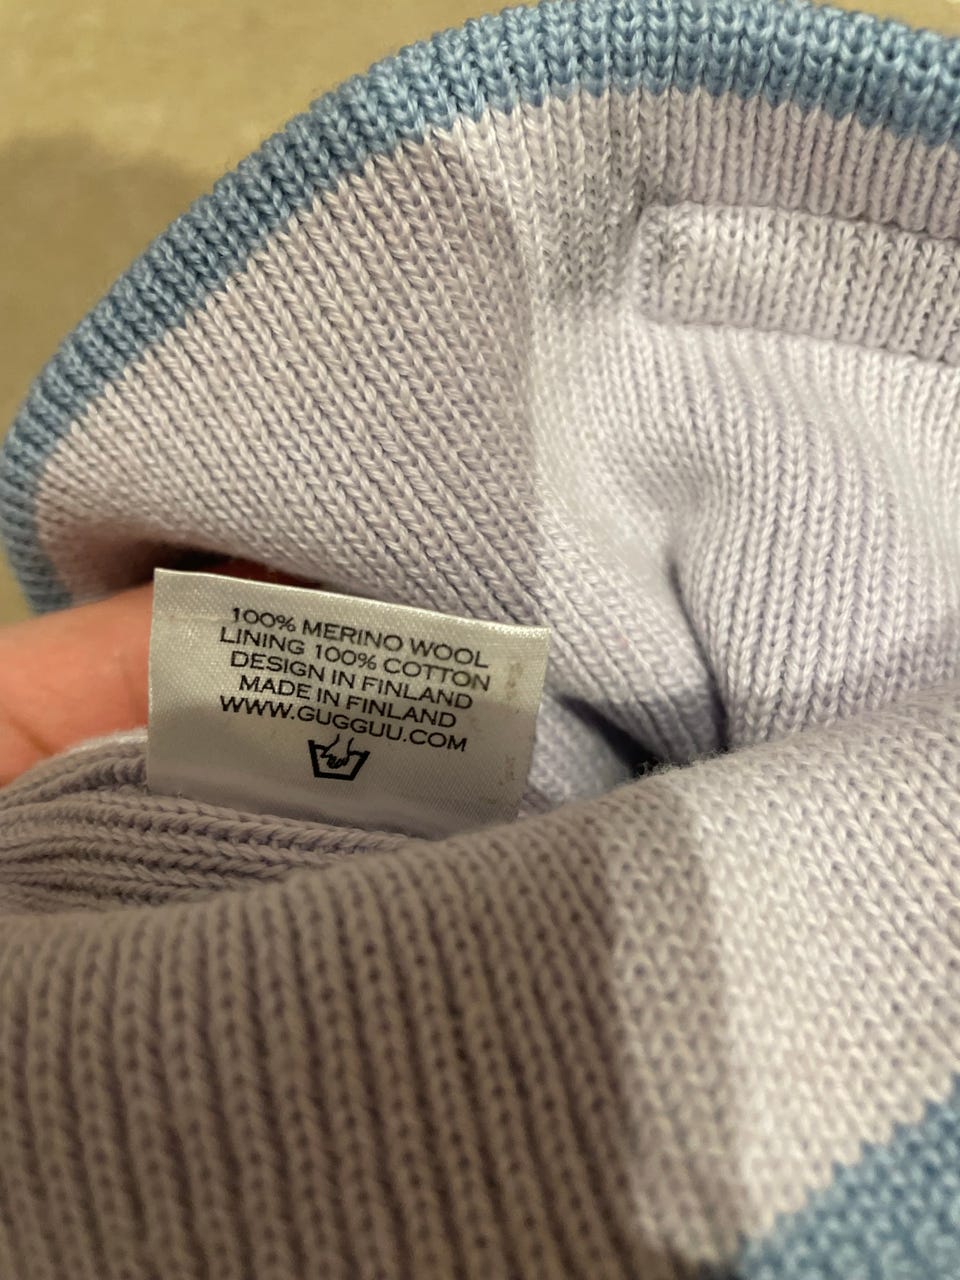 100% MERINO WOOL
LINING 100% COTTON
DESIGN IN FINLAND
MADE IN FINLAND
WWW.GUGGUU.COM